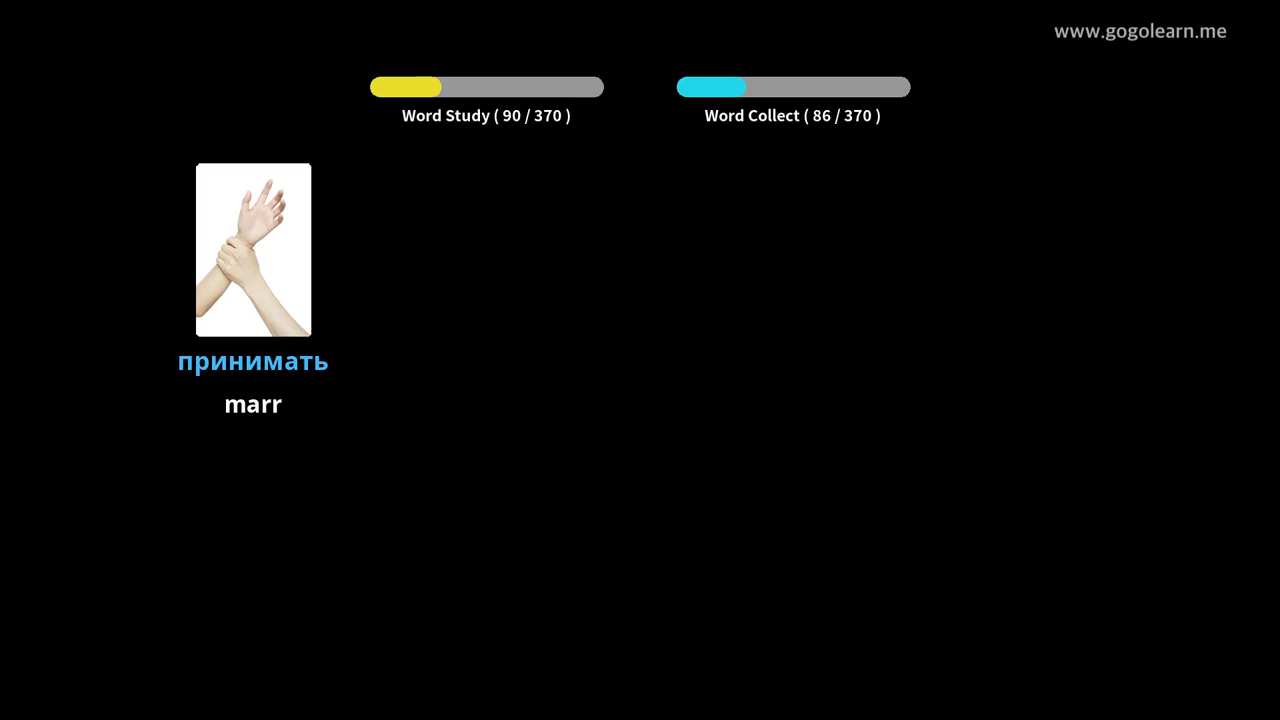 www.gogolearn.me
Word Study ( 90 / 370 )
Word Collect ( 86 / 370 )
принимать
marr